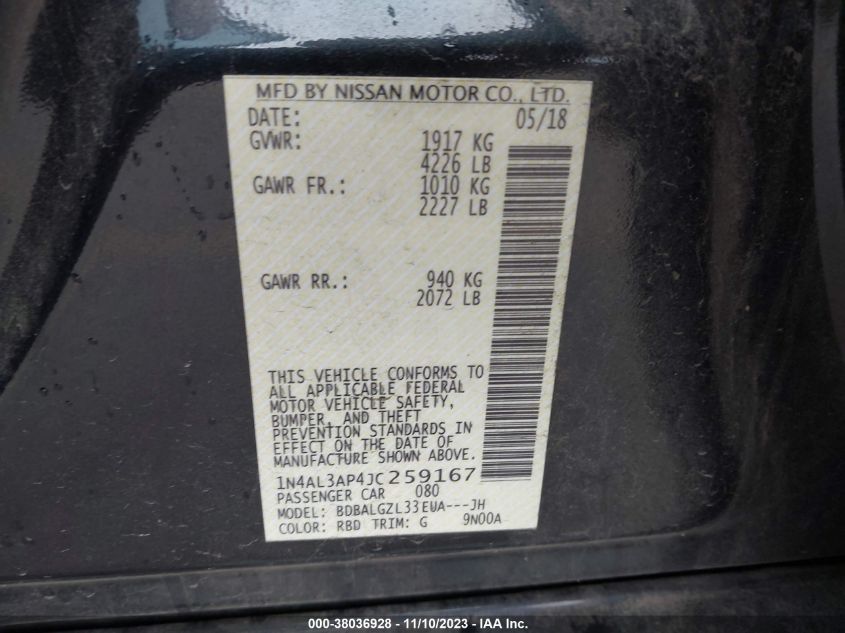 MFD BY NISSAN MOTOR CO., LTD.
DATE: 05/18
GVWR: 1917 KG
4226 LB
GAWR FR.: 1010 KG
2227 LB
GAWR RR.: 940 KG
2072 LB
THIS VEHICLE CONFORMS TO
ALL APPLICABLE FEDERAL
MOTOR VEHICLE SAFETY,
BUMPER, AND THEFT
PREVENTION STANDARDS IN
EFFECT ON THE DATE OF
MANUFACTURE SHOWN ABOVE.
1N4AL3AP4JC259167
PASSENGER CAR 080
MODEL: BDBALGZL33EUA---JH
COLOR: RBD TRIM: G 9N00A
000-38036928 - 11/10/2023 - IAA Inc.